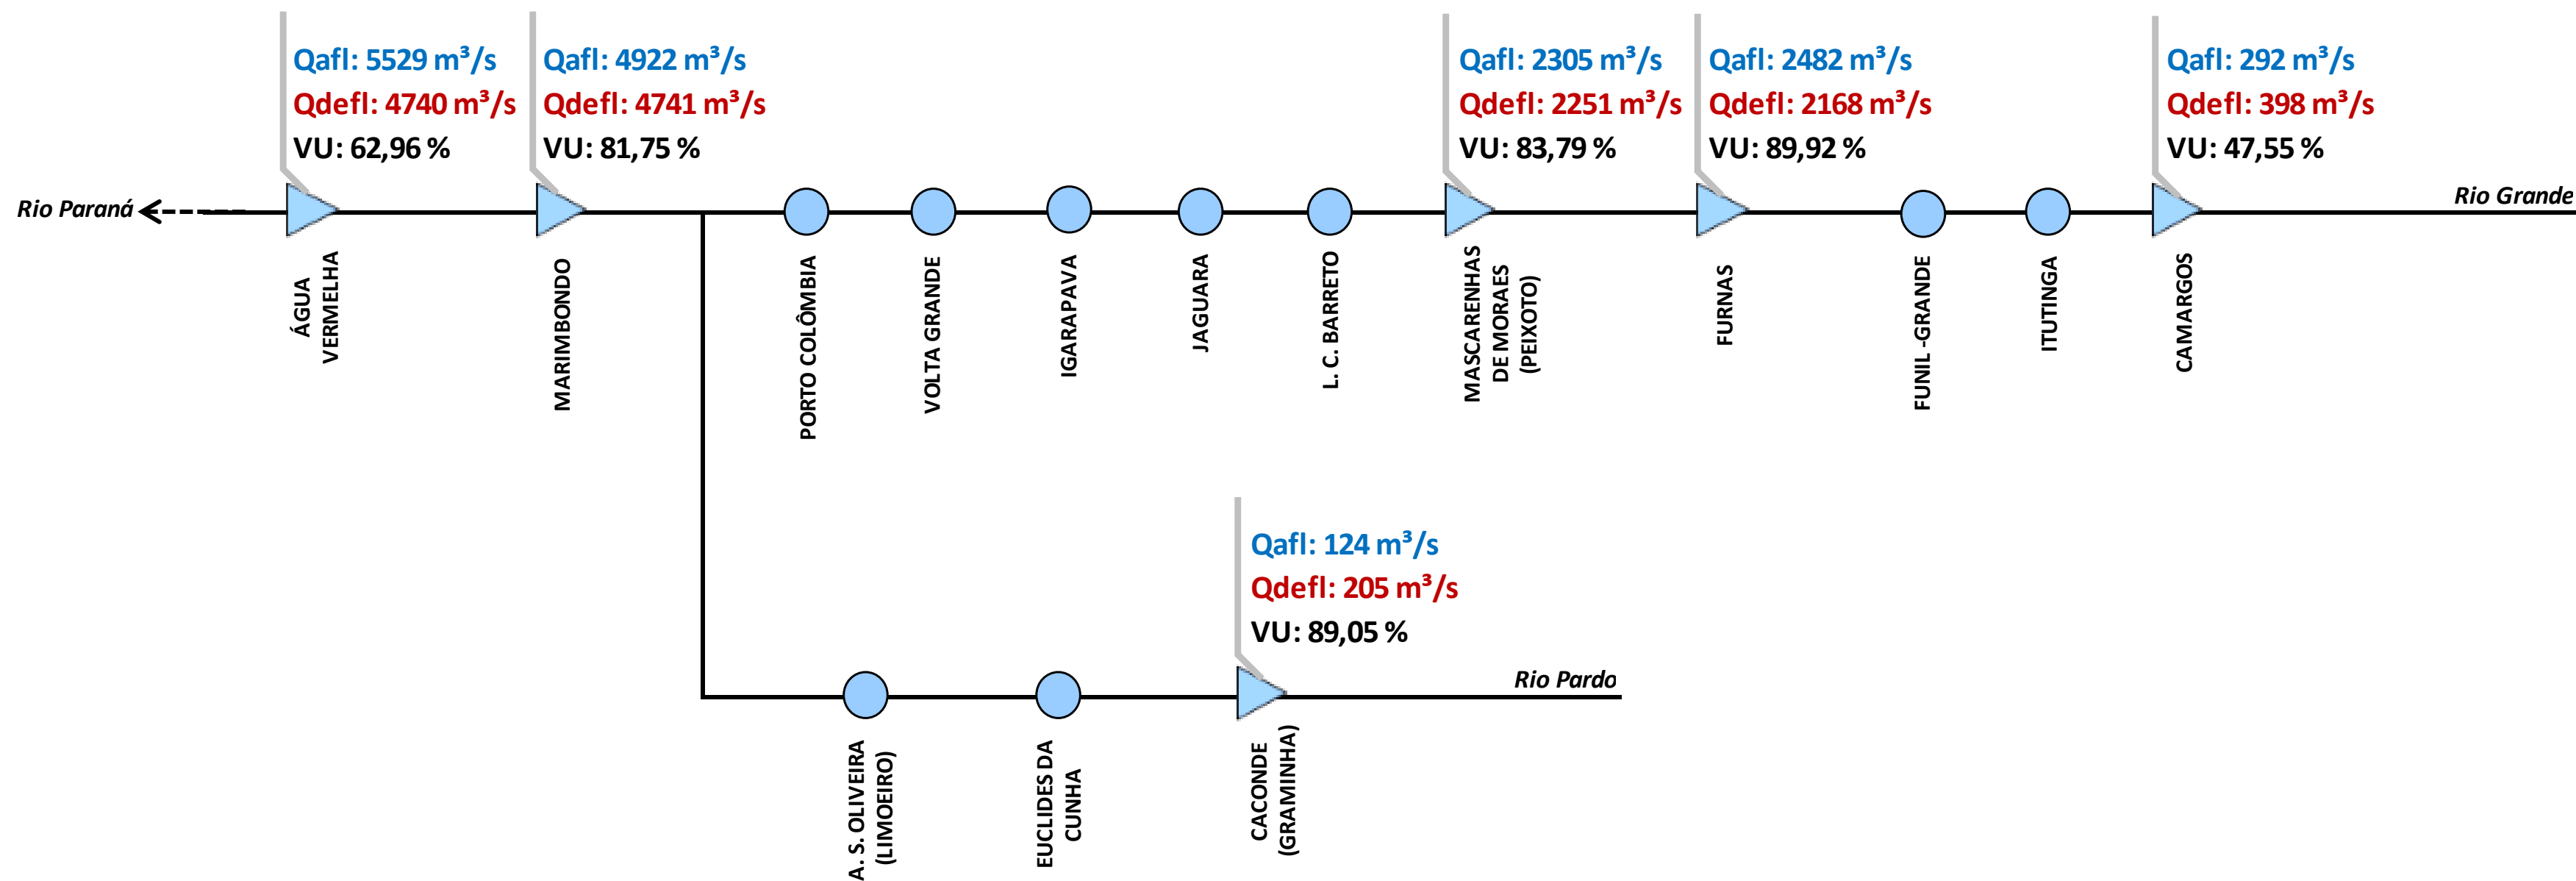 Qafl: 5529 m³/s
Qdefl: 4740 m³/s
VU: 62,96 %
Qafl: 4922 m³/s
Qdefl: 4741 m³/s
VU: 81,75 %
Qafl: 2305 m³/s
Qdefl: 2251 m³/s
VU: 83,79 %
Qafl: 2482 m³/s
Qdefl: 2168 m³/s
VU: 89,92 %
Qafl: 292 m³/s
Qdefl: 398 m³/s
VU: 47,55 %
Rio Paraná
Rio Grande
ÁGUA
VERMELHA
MARIMBONDO
PORTO COLÔMBIA
VOLTA GRANDE
IGARAPAVA
JAGUARA
L. C. BARRETO
MASCARENHAS
DE MORAES
(PEIXOTO)
FURNAS
FUNIL -GRANDE
ITUTINGA
CAMARGOS
Qafl: 124 m³/s
Qdefl: 205 m³/s
VU: 89,05 %
Rio Pardo
A. S. OLIVEIRA
(LIMOEIRO)
EUCLIDES DA
CUNHA
CACONDE
(GRAMINHA)